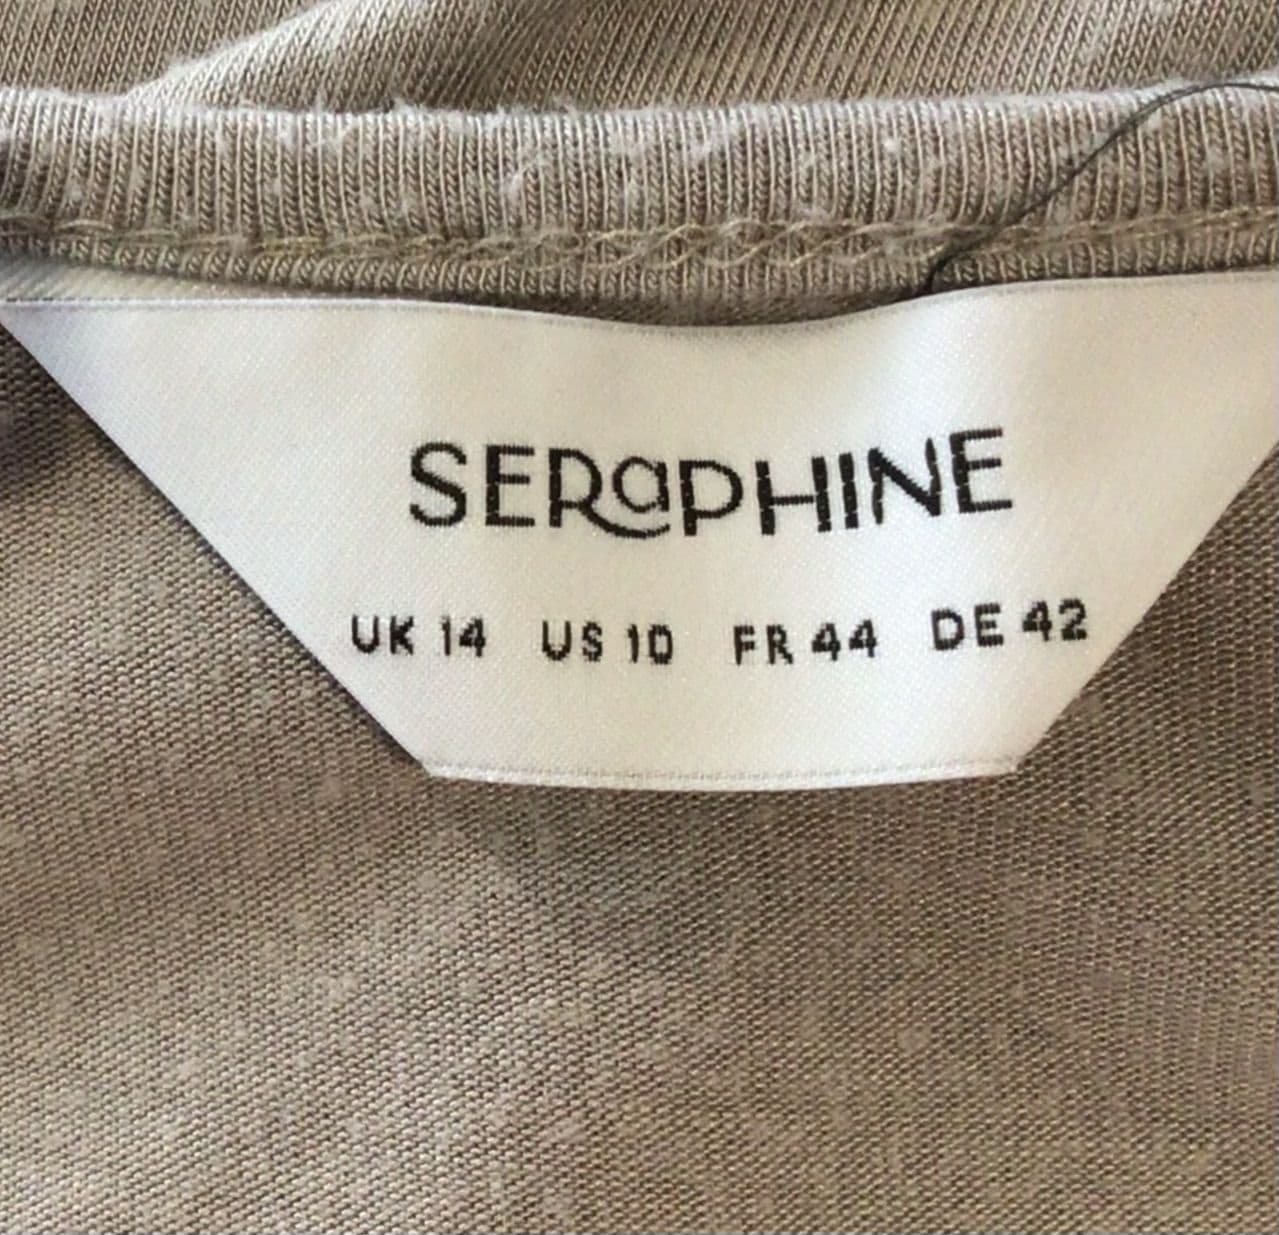 SERaPHINE
UK 14 US 10 FR 44 DE 42